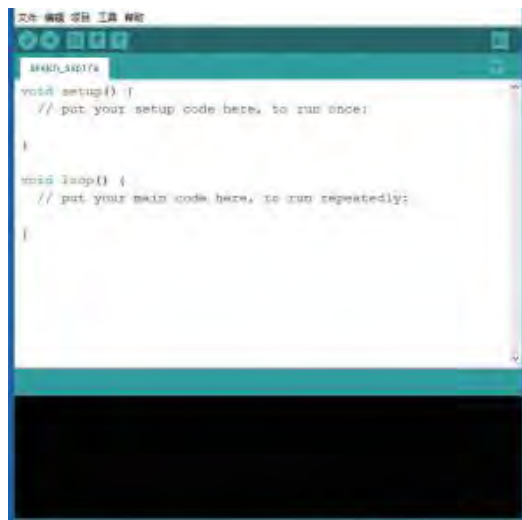 文件 编辑 项目 工具 帮助
sketch_sep17a
void setup() {
// put your setup code here, to run once:
}
void loop() {
// put your main code here, to run repeatedly:
}